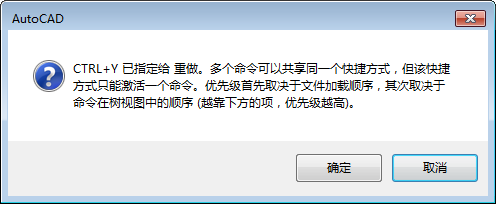 AutoCAD
CTRL+Y 已指定给 重做。多个命令可以共享同一个快捷方式，但该快捷
方式只能激活一个命令。优先级首先取决于文件加载顺序，其次取决于
命令在树视图中的顺序 (越靠下方的项，优先级越高)。
确定
取消